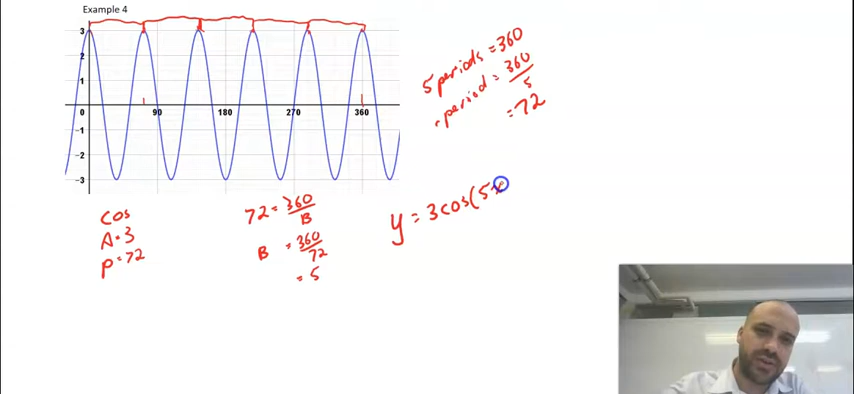 Example 4
3
2
1
0 90 180 270 360
-1
-2
-3
5 periods = 360
period = 360/5
= 72
cos
A = 3
P = 72
72 = 360/B
B = 360/72
= 5
y = 3cos(5x